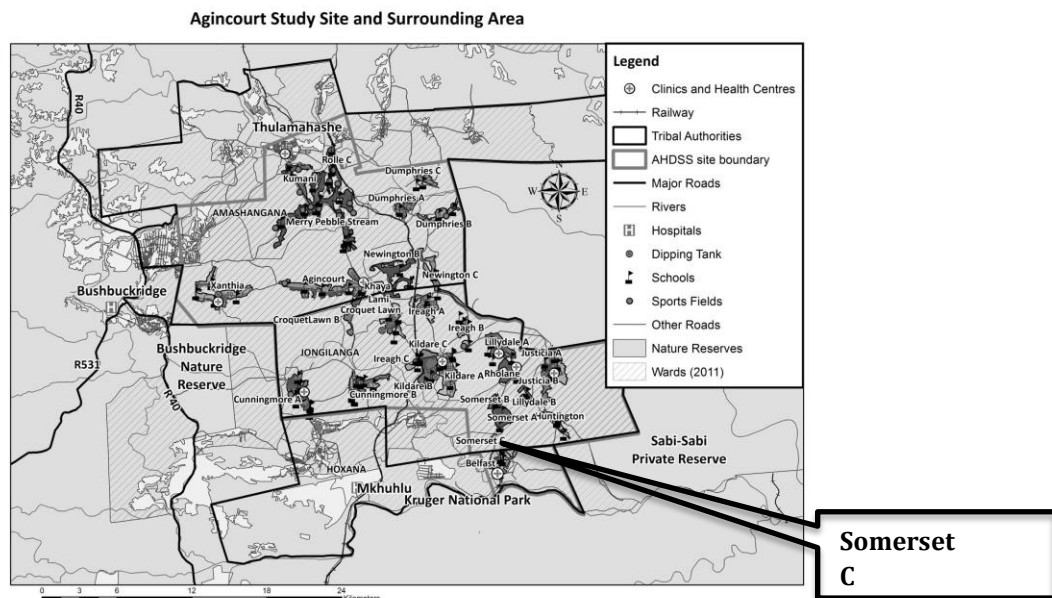 Agincourt Study Site and Surrounding Area
Legend
Clinics and Health Centres
Railway
Tribal Authorities
AHDSS site boundary
Major Roads
Rivers
Hospitals
Dipping Tank
Schools
Sports Fields
Other Roads
Nature Reserves
Wards (2011)
R40
Thulamahashe
Rolle C
Kumani
Dumphries C
Dumphries A
Dumphries B
AMASHANGANA
Merry Pebble Stream
N
W
E
S
Newington B
Newington C
Xanthia
Agincourt
Khaya
Lami
Bushbuckridge
H
Croquet Lawn
CroquetLawn B
Ireagh A
Ireagh B
Bushbuckridge
Nature
Reserve
JONGILANGA
Kildare C
Lillydale A
Justicia A
Ireagh C
Rholane
R531
R 40
Kildare A
Justicia B
Kildare B
Cunningmore A
Cunningmore B
Somerset B
Lillydale B
Somerset A
Huntington
Somerset C
Sabi-Sabi
Private Reserve
Belfast
HOXANA
Mkhuhlu
Kruger National Park
Somerset
C
0 3 6 12 18 24
Kilometers